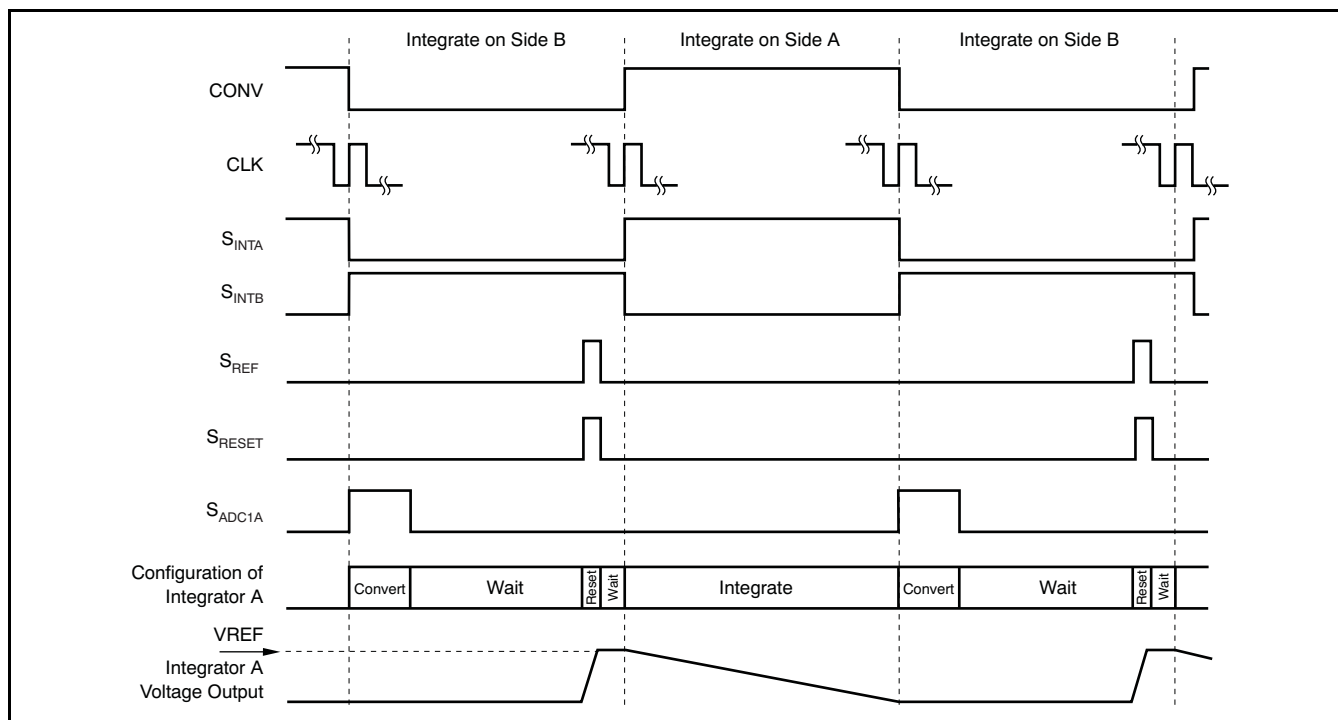 Integrate on Side B
Integrate on Side A
Integrate on Side B
CONV
CLK
SINTA
SINTB
SREF
SRESET
SADC1A
Configuration of
Integrator A
Convert
Wait
Reset
Wait
Integrate
Convert
Wait
Reset
Wait
VREF
Integrator A
Voltage Output